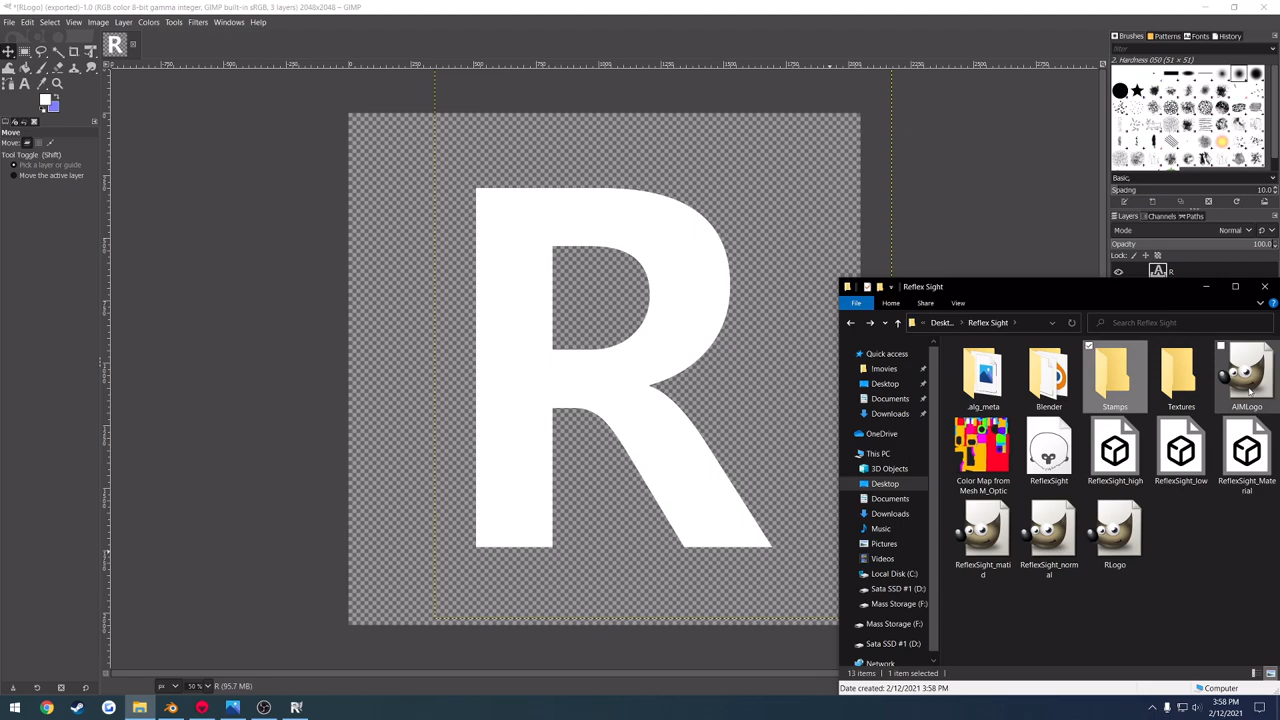 *[RLogo] (exported)-1.0 (RGB color 8-bit gamma integer, GIMP built-in sRGB, 3 layers) 2048x2048 – GIMP
File Edit Select View Image Layer Colors Tools Filters Windows Help
R
Brushes Patterns Fonts History
filter
2. Hardness 050 (51 × 51)
Basic,
Spacing 10.0
Layers Channels Paths
Mode Normal
Opacity 100.0
Lock:
R
Move
Move:
Tool Toggle (Shift)
Pick a layer or guide
Move the active layer
R
px 50 % R (95.7 MB)
Reflex Sight
File Home Share View
Deskt... Reflex Sight Search Reflex Sight
Quick access
!movies
Desktop
Documents
Downloads
OneDrive
This PC
3D Objects
Desktop
Documents
Downloads
Music
Pictures
Videos
Local Disk (C:)
Sata SSD #1 (D:)
Mass Storage (F:)
Mass Storage (F:)
Sata SSD #1 (D:)
Network
.alg_meta Blender Stamps Textures AIMLogo
Color Map from Mesh M_Optic ReflexSight ReflexSight_high ReflexSight_low ReflexSight_Material
ReflexSight_matid ReflexSight_normal RLogo
13 items 1 item selected
Date created: 2/12/2021 3:58 PM Computer
3:58 PM
2/12/2021